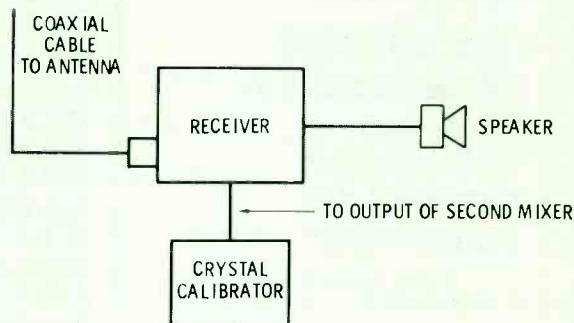 COAXIAL
CABLE
TO ANTENNA
RECEIVER
SPEAKER
TO OUTPUT OF SECOND MIXER
CRYSTAL
CALIBRATOR